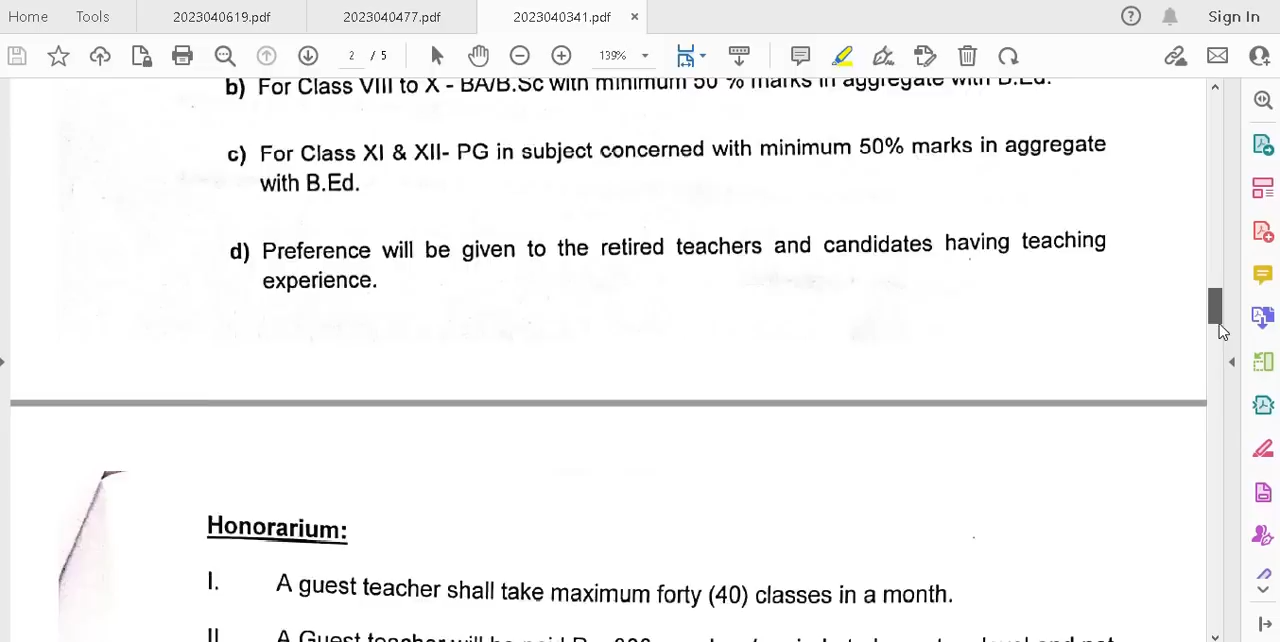 Home Tools 2023040619.pdf 2023040477.pdf 2023040341.pdf × Sign In
2 / 5 139%
b) For Class VIII to X - BA/B.Sc with minimum 50 % marks in aggregate with B.Ed.
c) For Class XI & XII- PG in subject concerned with minimum 50% marks in aggregate
with B.Ed.
d) Preference will be given to the retired teachers and candidates having teaching
experience.
Honorarium:
I. A guest teacher shall take maximum forty (40) classes in a month.
II A Guest teacher will be paid